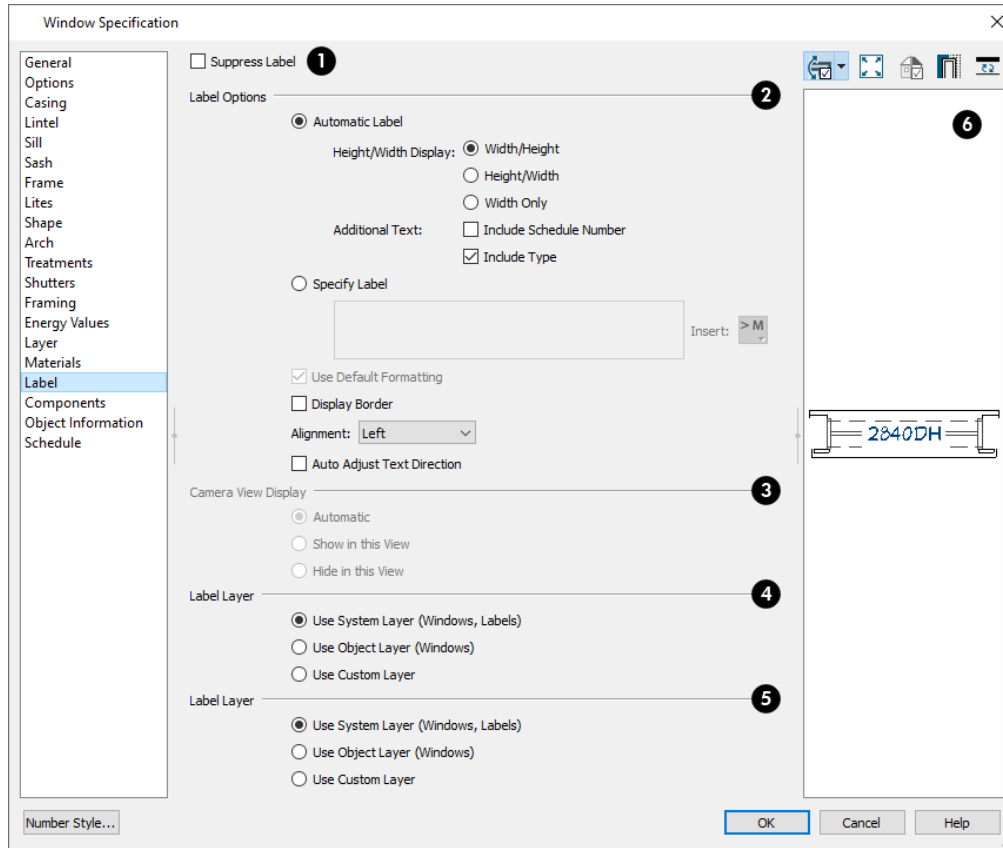 Window Specification
General
Options
Casing
Lintel
Sill
Sash
Frame
Lites
Shape
Arch
Treatments
Shutters
Framing
Energy Values
Layer
Materials
Label
Components
Object Information
Schedule
Suppress Label 1
Label Options 2
Automatic Label
Height/Width Display: Width/Height
Height/Width
Width Only
Additional Text: Include Schedule Number
Include Type
Specify Label
Insert: > M
Use Default Formatting
Display Border
Alignment: Left
Auto Adjust Text Direction
Camera View Display 3
Automatic
Show in this View
Hide in this View
Label Layer 4
Use System Layer (Windows, Labels)
Use Object Layer (Windows)
Use Custom Layer
Label Layer 5
Use System Layer (Windows, Labels)
Use Object Layer (Windows)
Use Custom Layer
6
2840DH
Number Style...
OK Cancel Help